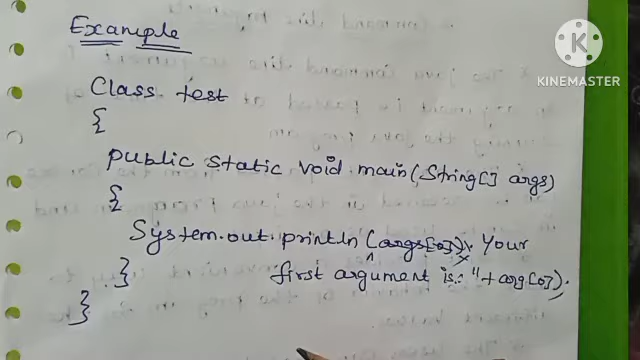 Example
K
KINEMASTER
Class test
{
public static void main(String[] args)
{
System.out.println (args[0]); Your
first argument is: "+arg[0]);
}
}